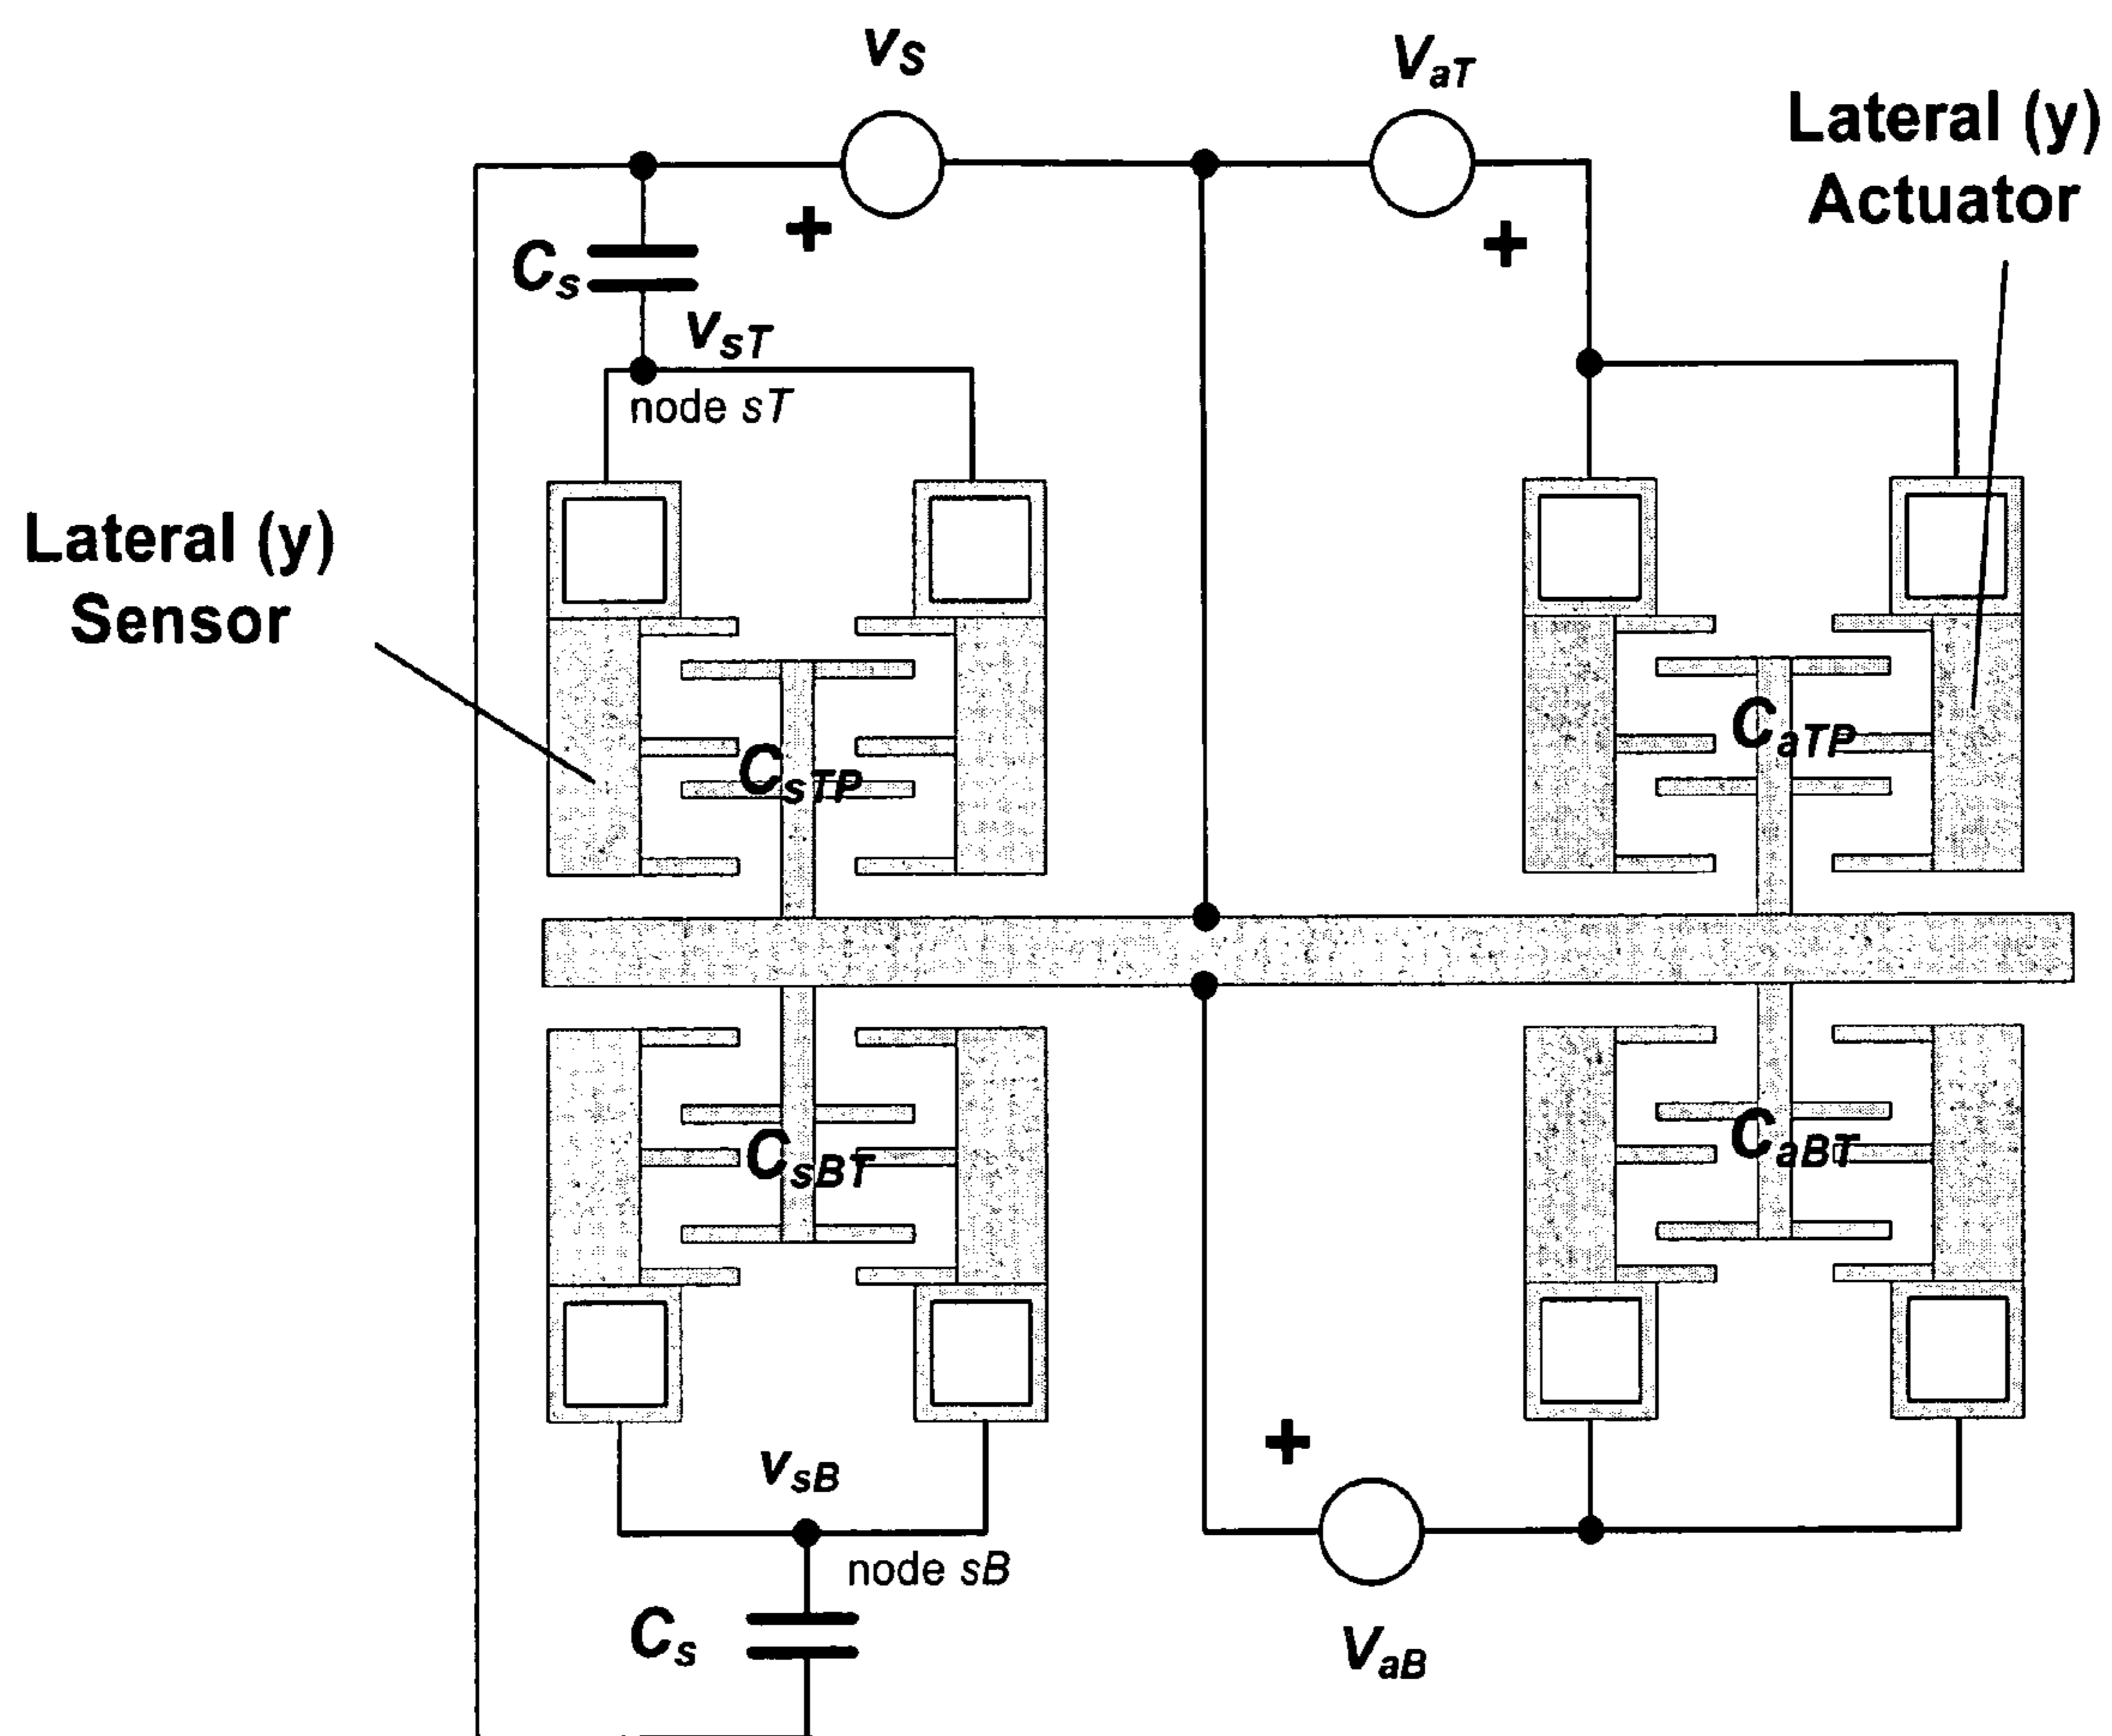 vS
VaT
Lateral (y)
Actuator
+
+
Cs
vsT
node sT
Lateral (y)
Sensor
CsTP
CaTP
CsBT
CaBT
vsB
+
node sB
Cs
VaB